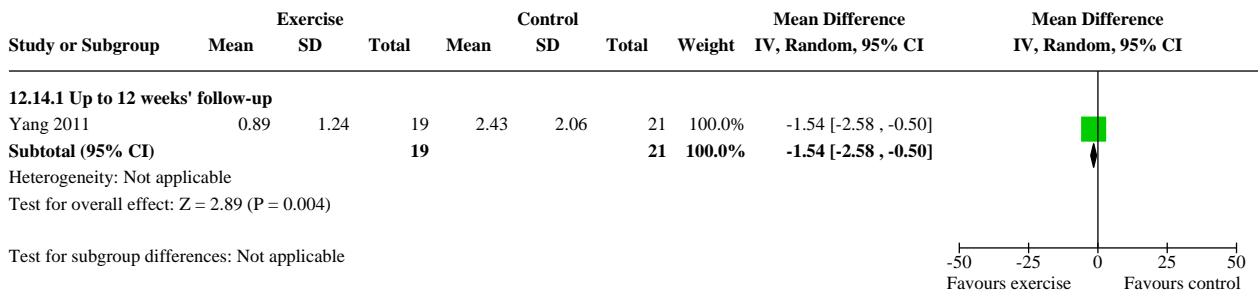 Exercise Control Mean Difference Mean Difference
Study or Subgroup Mean SD Total Mean SD Total Weight IV, Random, 95% CI IV, Random, 95% CI
12.14.1 Up to 12 weeks' follow-up
Yang 2011 0.89 1.24 19 2.43 2.06 21 100.0% -1.54 [-2.58 , -0.50]
Subtotal (95% CI) 19 21 100.0% -1.54 [-2.58 , -0.50]
Heterogeneity: Not applicable
Test for overall effect: Z = 2.89 (P = 0.004)
Test for subgroup differences: Not applicable
-50 -25 0 25 50
Favours exercise Favours control